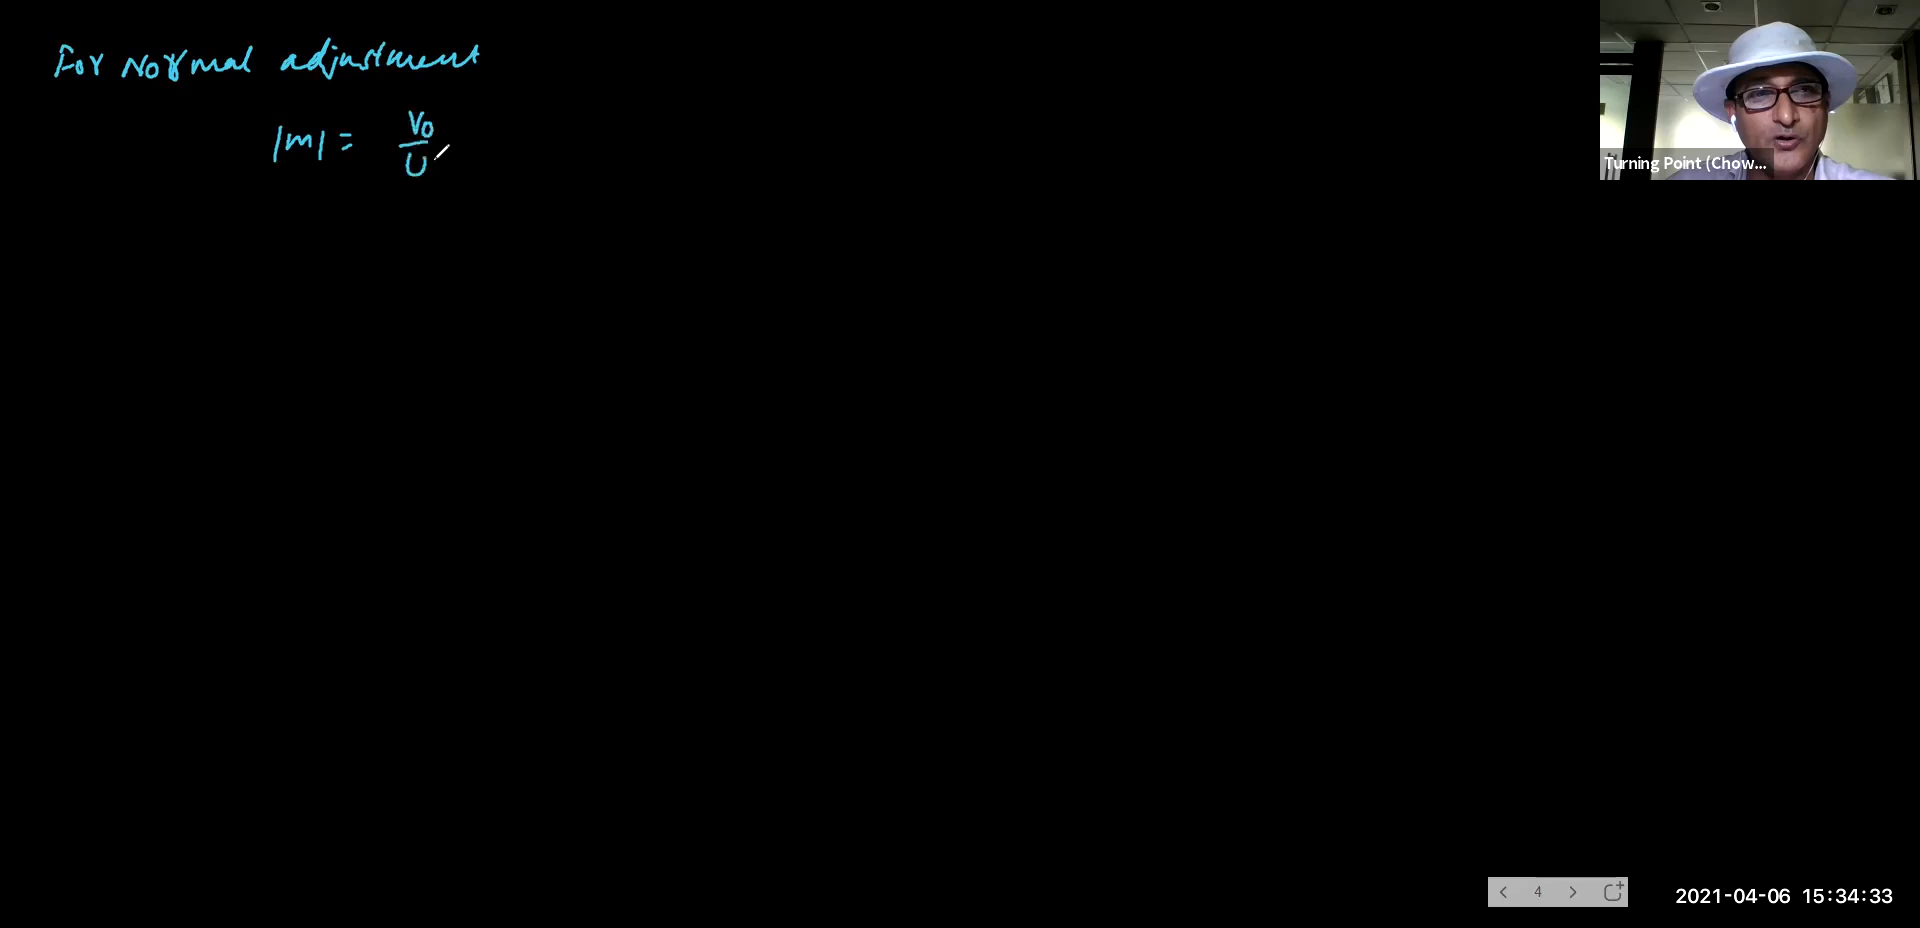 For Normal adjustment
|m| = V₀/U
Turning Point (Chow...
4
2021-04-06 15:34:33